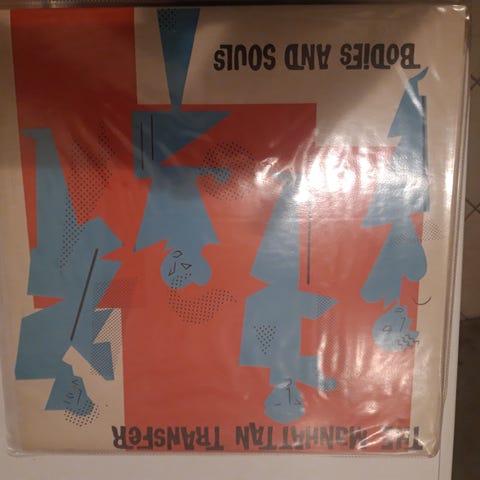 THE MANHATTAN TRANSFER
BODIES AND SOULS